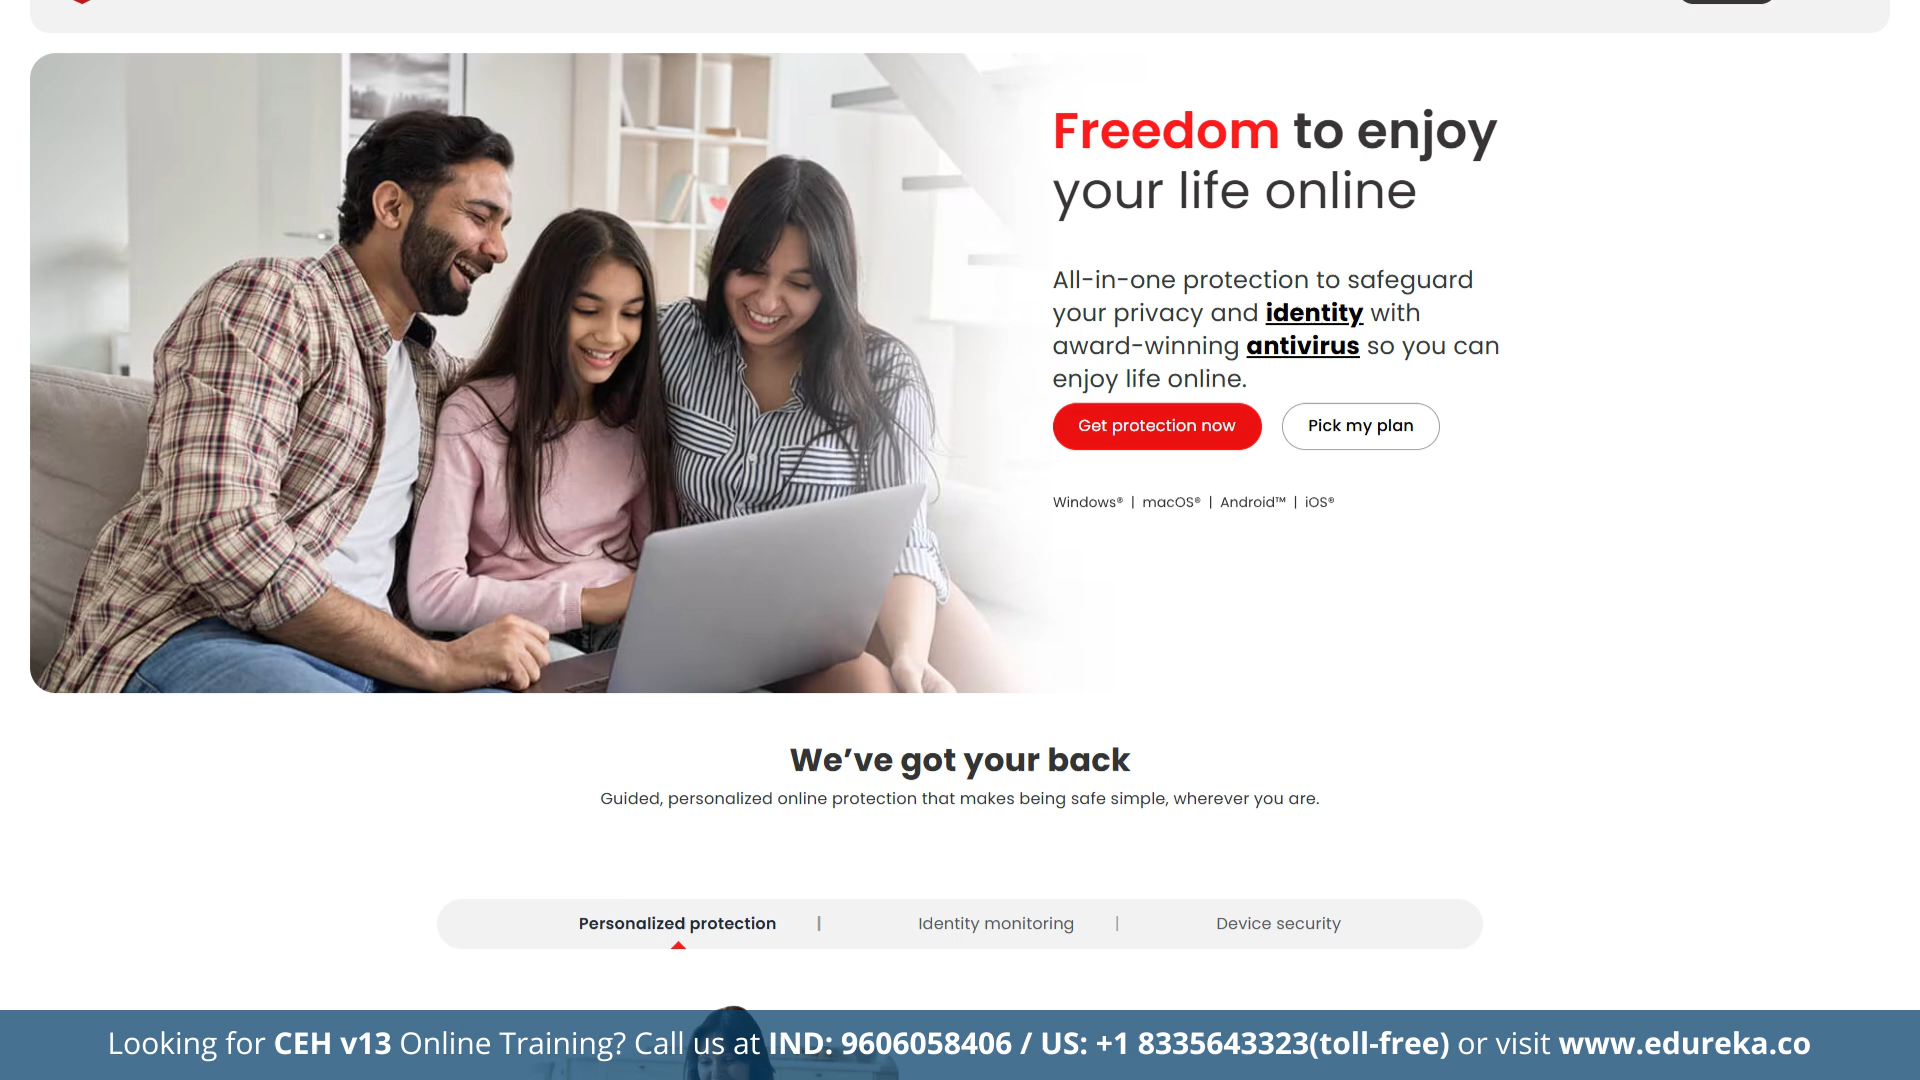 Freedom to enjoy
your life online
All-in-one protection to safeguard
your privacy and identity with
award-winning antivirus so you can
enjoy life online.
Get protection now
Pick my plan
Windows® | macOS® | Android™ | iOS®
We’ve got your back
Guided, personalized online protection that makes being safe simple, wherever you are.
Personalized protection | Identity monitoring | Device security
Looking for CEH v13 Online Training? Call us at IND: 9606058406 / US: +1 8335643323(toll-free) or visit www.edureka.co